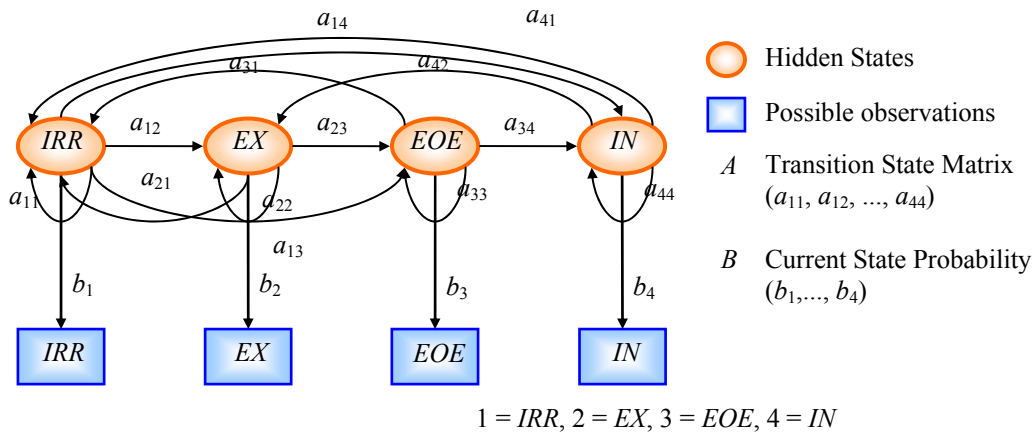 a₁₄
a₄₁
a₃₁
a₄₂
Hidden States
IRR
a₁₂
EX
a₂₃
EOE
a₃₄
IN
Possible observations
a₁₁
a₂₁
a₂₂
a₃₃
a₄₄
a₁₃
A Transition State Matrix
(a₁₁, a₁₂, ..., a₄₄)
B Current State Probability
(b₁,..., b₄)
b₁
b₂
b₃
b₄
IRR
EX
EOE
IN
1 = IRR, 2 = EX, 3 = EOE, 4 = IN